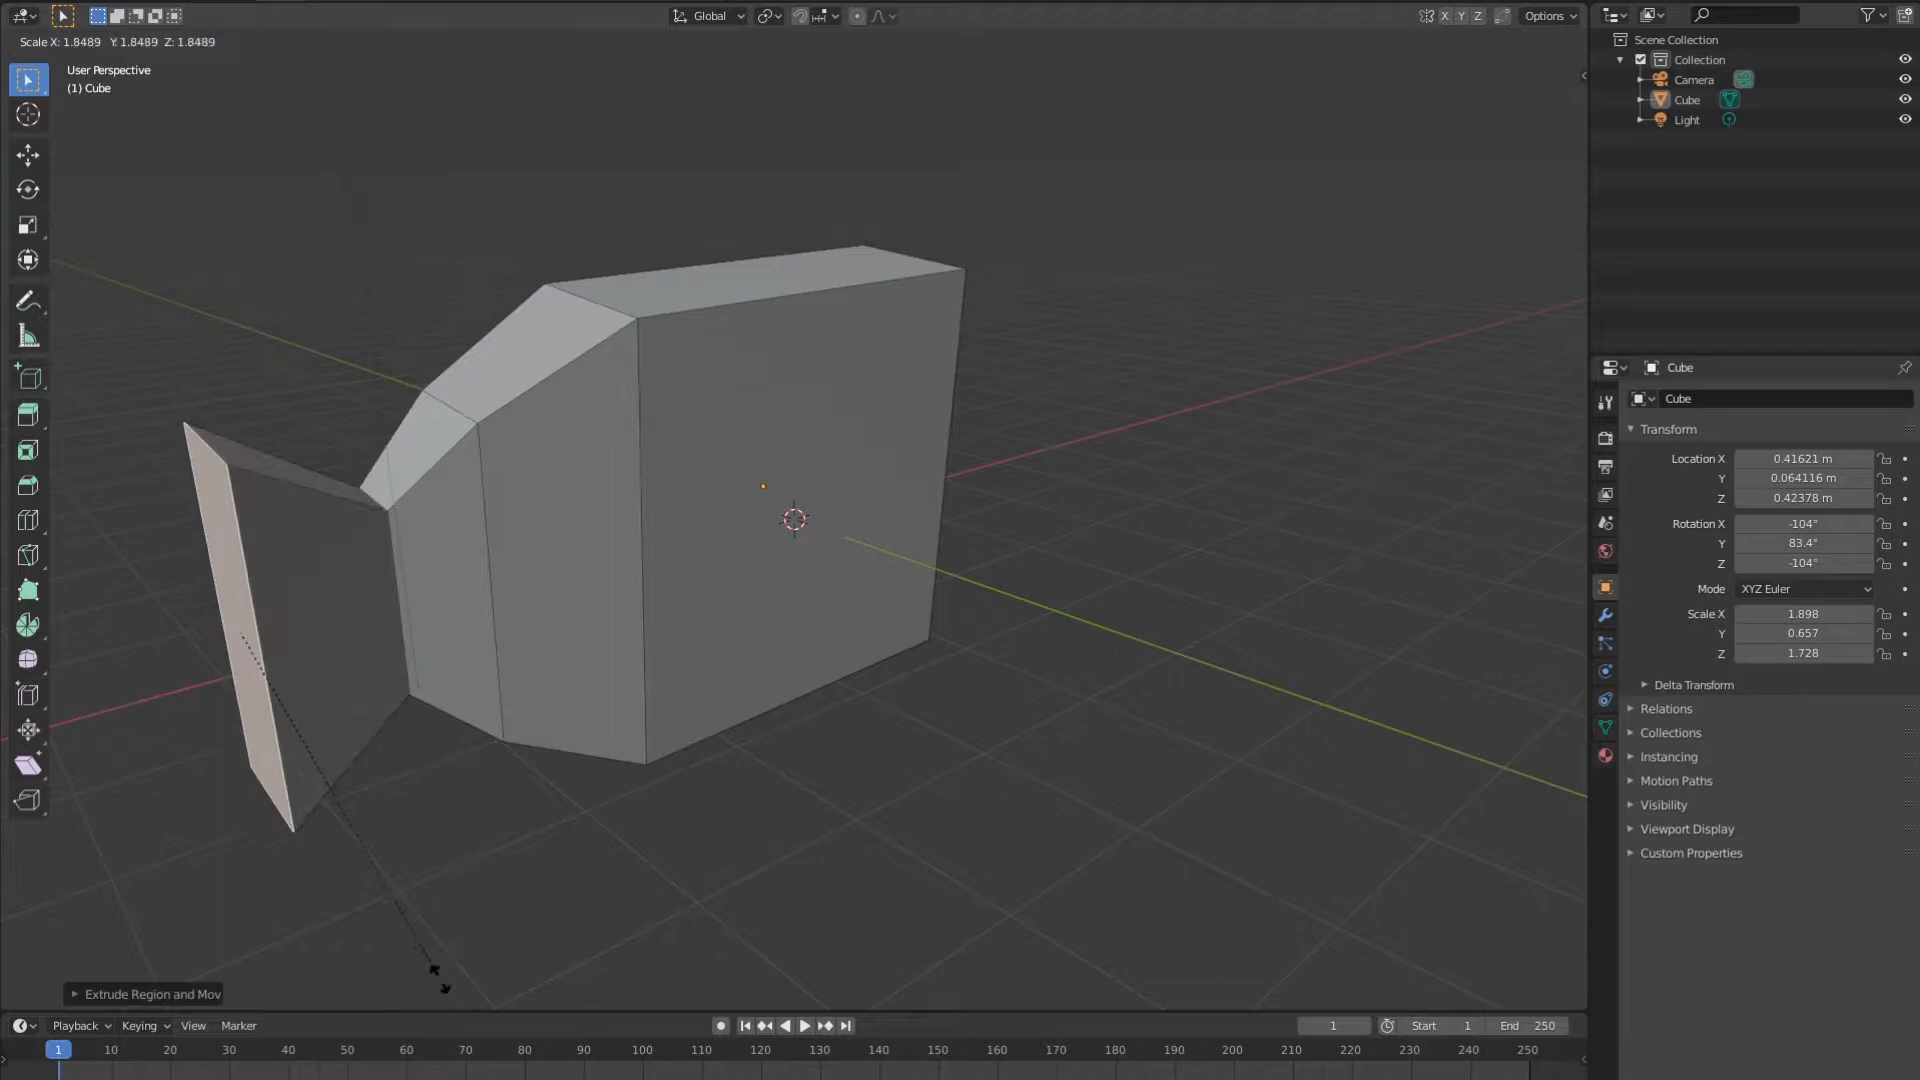 Global
X Y Z
Options
Scale X: 1.8489 Y: 1.8489 Z: 1.8489
User Perspective
(1) Cube
Scene Collection
Collection
Camera
Cube
Light
Cube
Cube
Transform
Location X 0.41621 m
Y 0.064116 m
Z 0.42378 m
Rotation X -104°
Y 83.4°
Z -104°
Mode XYZ Euler
Scale X 1.898
Y 0.657
Z 1.728
Delta Transform
Relations
Collections
Instancing
Motion Paths
Visibility
Viewport Display
Custom Properties
Extrude Region and Mov
Playback Keying View Marker
1 Start 1 End 250
1 10 20 30 40 50 60 70 80 90 100 110 120 130 140 150 160 170 180 190 200 210 220 230 240 250